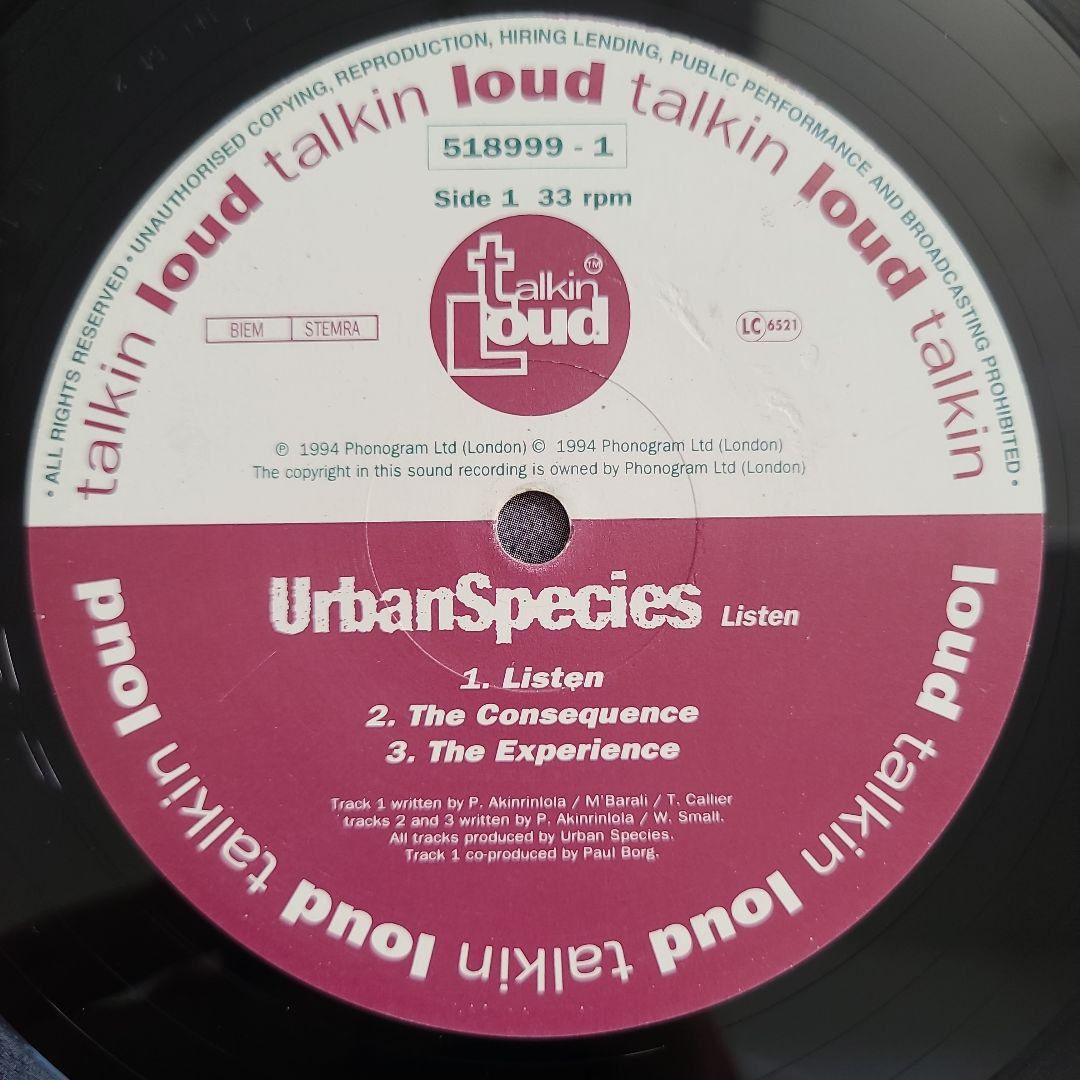 • ALL RIGHTS RESERVED • UNAUTHORISED COPYING, REPRODUCTION, HIRING LENDING, PUBLIC PERFORMANCE AND BROADCASTING PROHIBITED •
talkin loud talkin loud talkin loud talkin
518999 - 1
Side 1 33 rpm
talkin Loud TM
BIEM STEMRA
LC 6521
℗ 1994 Phonogram Ltd (London) © 1994 Phonogram Ltd (London)
The copyright in this sound recording is owned by Phonogram Ltd (London)
UrbanSpecies Listen
1. Listen
2. The Consequence
3. The Experience
Track 1 written by P. Akinrinlola / M'Barali / T. Callier
tracks 2 and 3 written by P. Akinrinlola / W. Small.
All tracks produced by Urban Species.
Track 1 co-produced by Paul Borg.
loud talkin loud talkin loud talkin loud